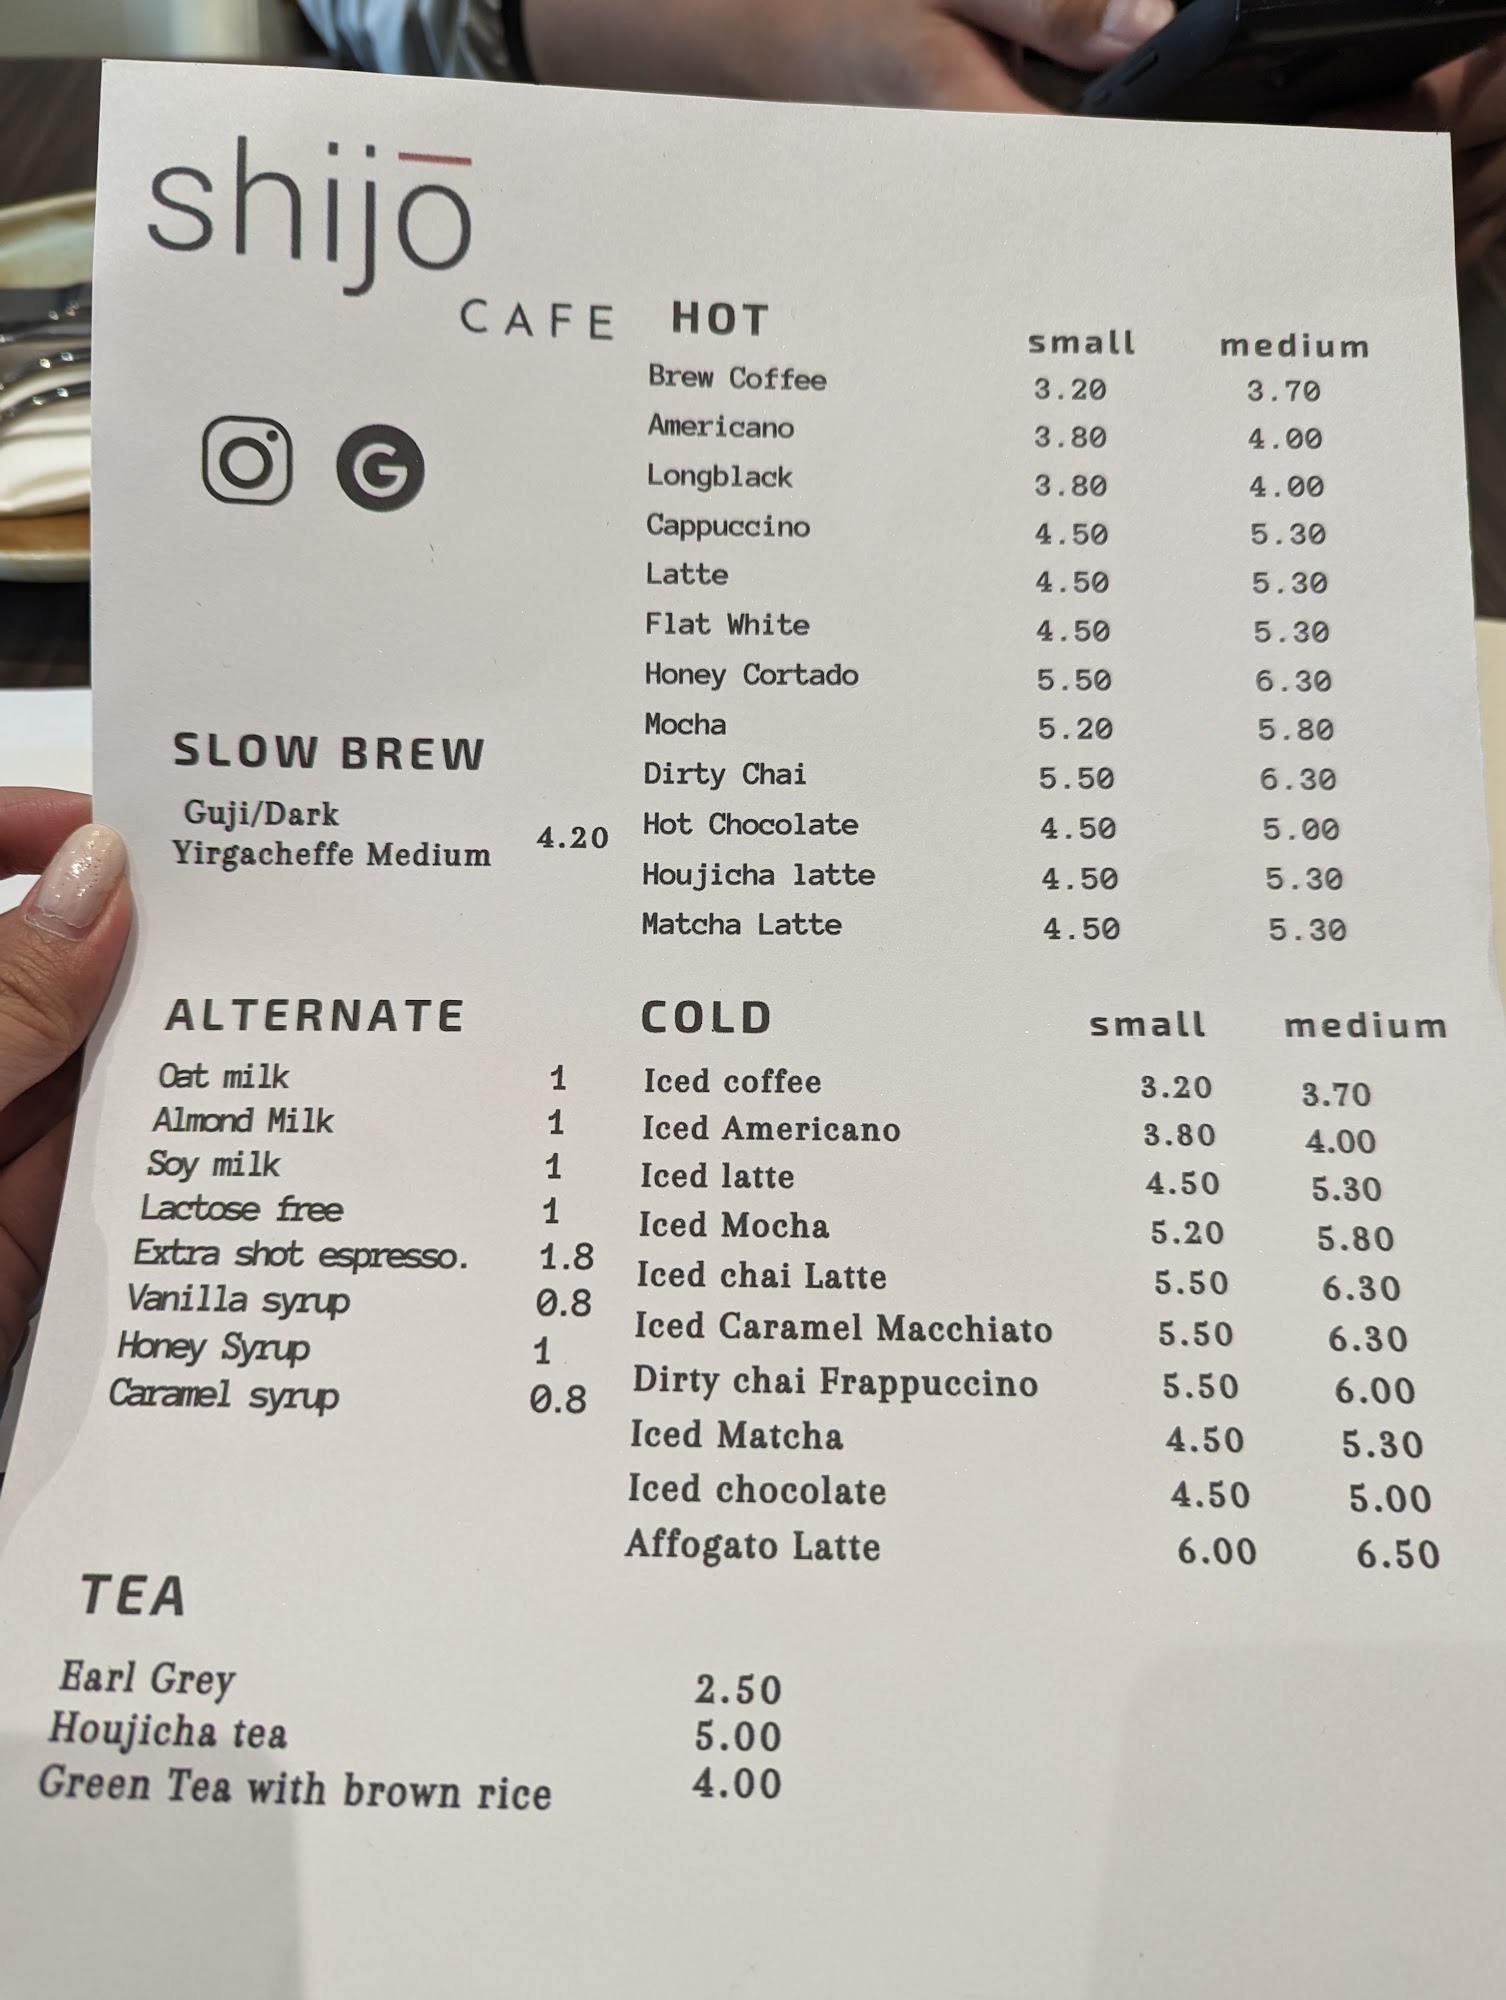 shijō
CAFE
HOT small medium
Brew Coffee 3.20 3.70
Americano 3.80 4.00
Longblack 3.80 4.00
Cappuccino 4.50 5.30
Latte 4.50 5.30
Flat White 4.50 5.30
Honey Cortado 5.50 6.30
Mocha 5.20 5.80
Dirty Chai 5.50 6.30
Hot Chocolate 4.50 5.00
Houjicha latte 4.50 5.30
Matcha Latte 4.50 5.30
SLOW BREW
Guji/Dark
Yirgacheffe Medium 4.20
ALTERNATE
Oat milk 1
Almond Milk 1
Soy milk 1
Lactose free 1
Extra shot espresso. 1.8
Vanilla syrup 0.8
Honey Syrup 1
Caramel syrup 0.8
COLD small medium
Iced coffee 3.20 3.70
Iced Americano 3.80 4.00
Iced latte 4.50 5.30
Iced Mocha 5.20 5.80
Iced chai Latte 5.50 6.30
Iced Caramel Macchiato 5.50 6.30
Dirty chai Frappuccino 5.50 6.00
Iced Matcha 4.50 5.30
Iced chocolate 4.50 5.00
Affogato Latte 6.00 6.50
TEA
Earl Grey 2.50
Houjicha tea 5.00
Green Tea with brown rice 4.00